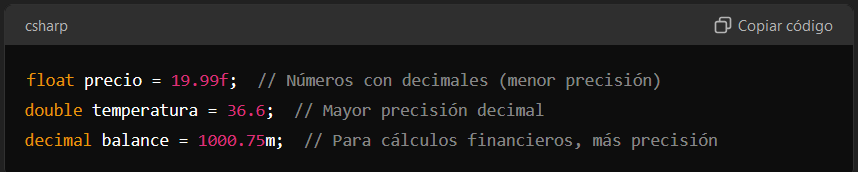 csharp
Copiar código
float precio = 19.99f;  // Números con decimales (menor precisión)
double temperatura = 36.6;  // Mayor precisión decimal
decimal balance = 1000.75m;  // Para cálculos financieros, más precisión